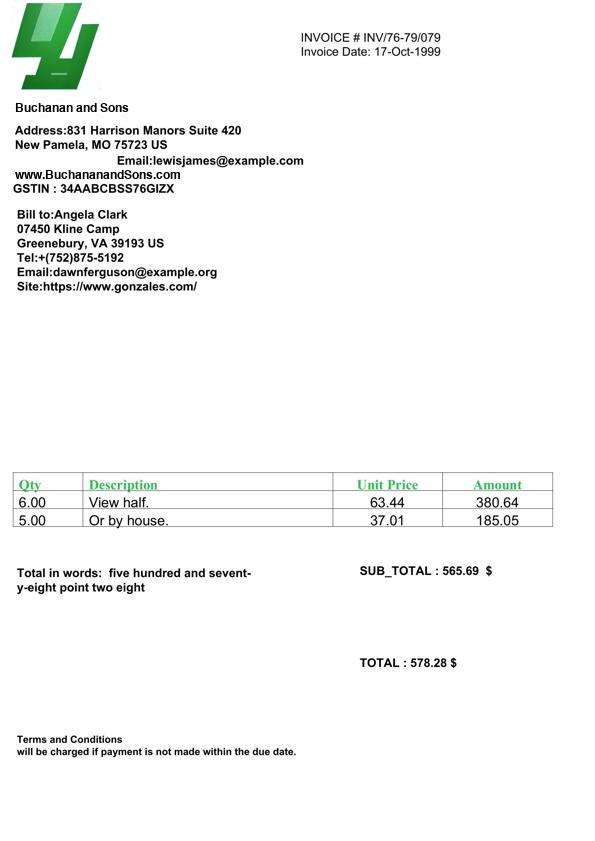 INVOICE # INV/76-79/079
Invoice Date: 17-Oct-1999
Buchanan and Sons
Address:831 Harrison Manors Suite 420
New Pamela, MO 75723 US
Email:lewisjames@example.com
www.BuchananandSons.com
GSTIN : 34AABCBSS76GIZX
Bill to:Angela Clark
07450 Kline Camp
Greenebury, VA 39193 US
Tel:+(752)875-5192
Email:dawnferguson@example.org
Site:https://www.gonzales.com/
Qty Description Unit Price Amount
6.00 View half. 63.44 380.64
5.00 Or by house. 37.01 185.05
Total in words: five hundred and sevent-
y-eight point two eight
SUB_TOTAL : 565.69 $
TOTAL : 578.28 $
Terms and Conditions
will be charged if payment is not made within the due date.